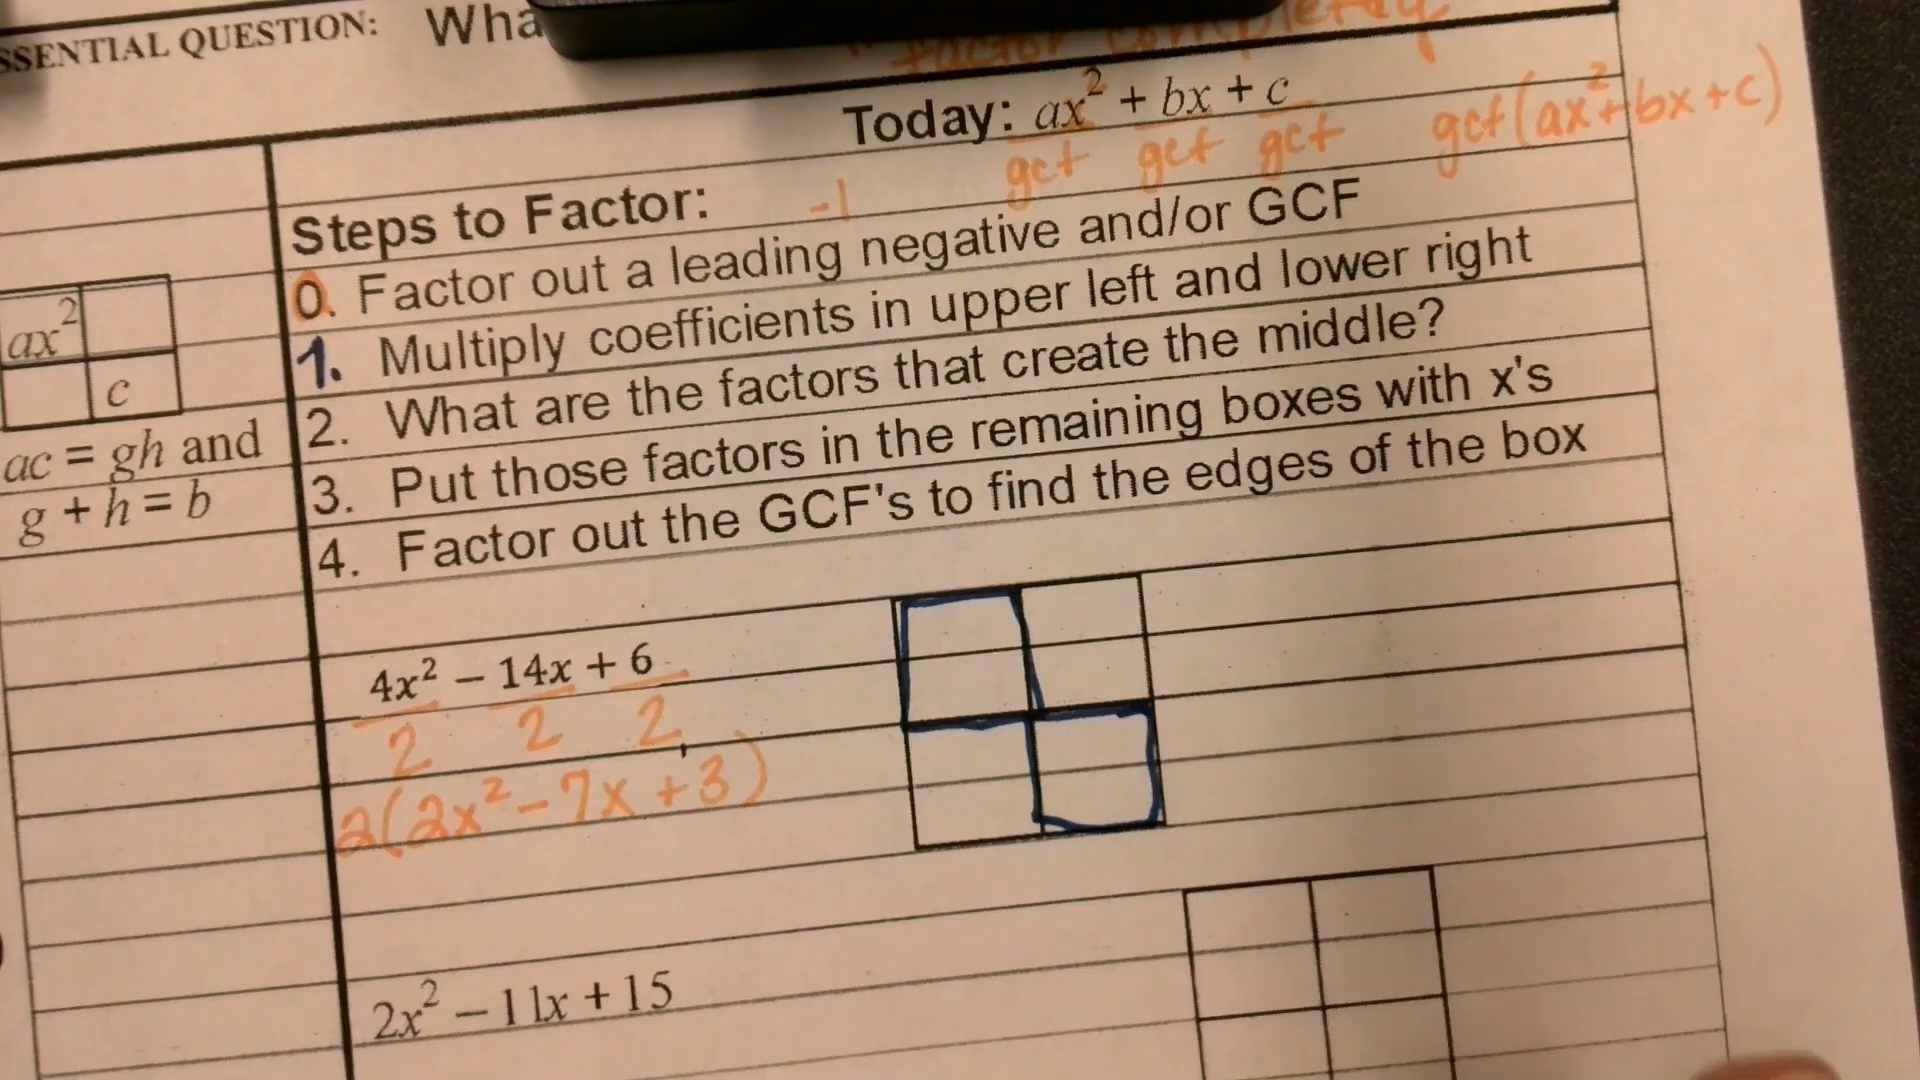 ESSENTIAL QUESTION: Wha
factor completely
Today: ax² + bx + c
gcf gcf gcf gcf(ax²+bx+c)
Steps to Factor: -1
0. Factor out a leading negative and/or GCF
1. Multiply coefficients in upper left and lower right
2. What are the factors that create the middle?
3. Put those factors in the remaining boxes with x's
4. Factor out the GCF's to find the edges of the box
ax²
c
ac = gh and
g + h = b
4x² − 14x + 6
2 2 2
2(2x²-7x+3)
2x² − 11x + 15